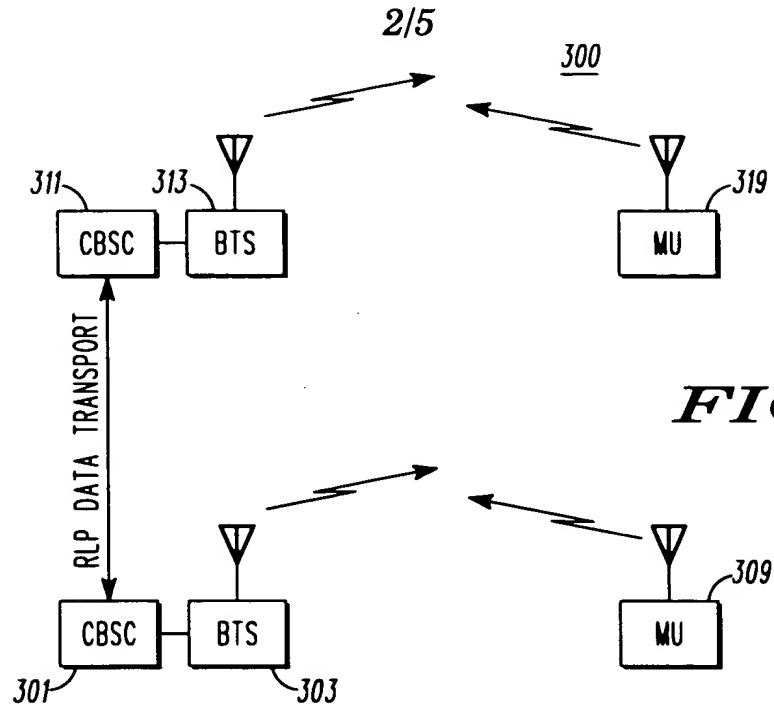 2/5
300
311
313
319
CBSC
BTS
MU
RLP DATA TRANSPORT
309
CBSC
BTS
MU
301
303